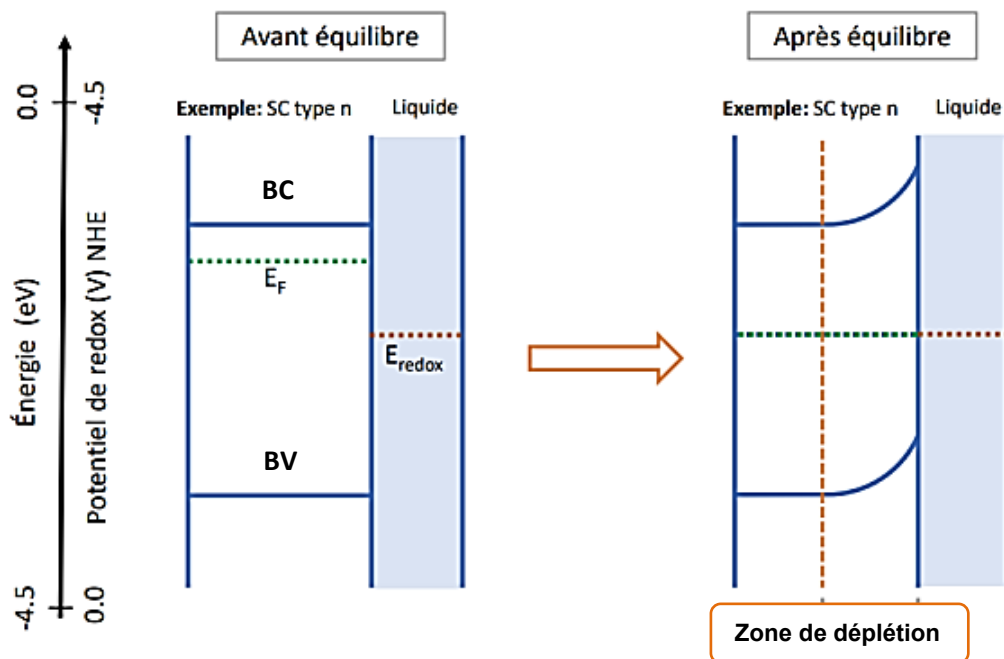 Avant équilibre
Après équilibre
Énergie (eV)
0.0
-4.5
Potentiel de redox (V) NHE
-4.5
0.0
Exemple: SC type n
Liquide
BC
E_F
E_redox
BV
Exemple: SC type n
Liquide
Zone de déplétion